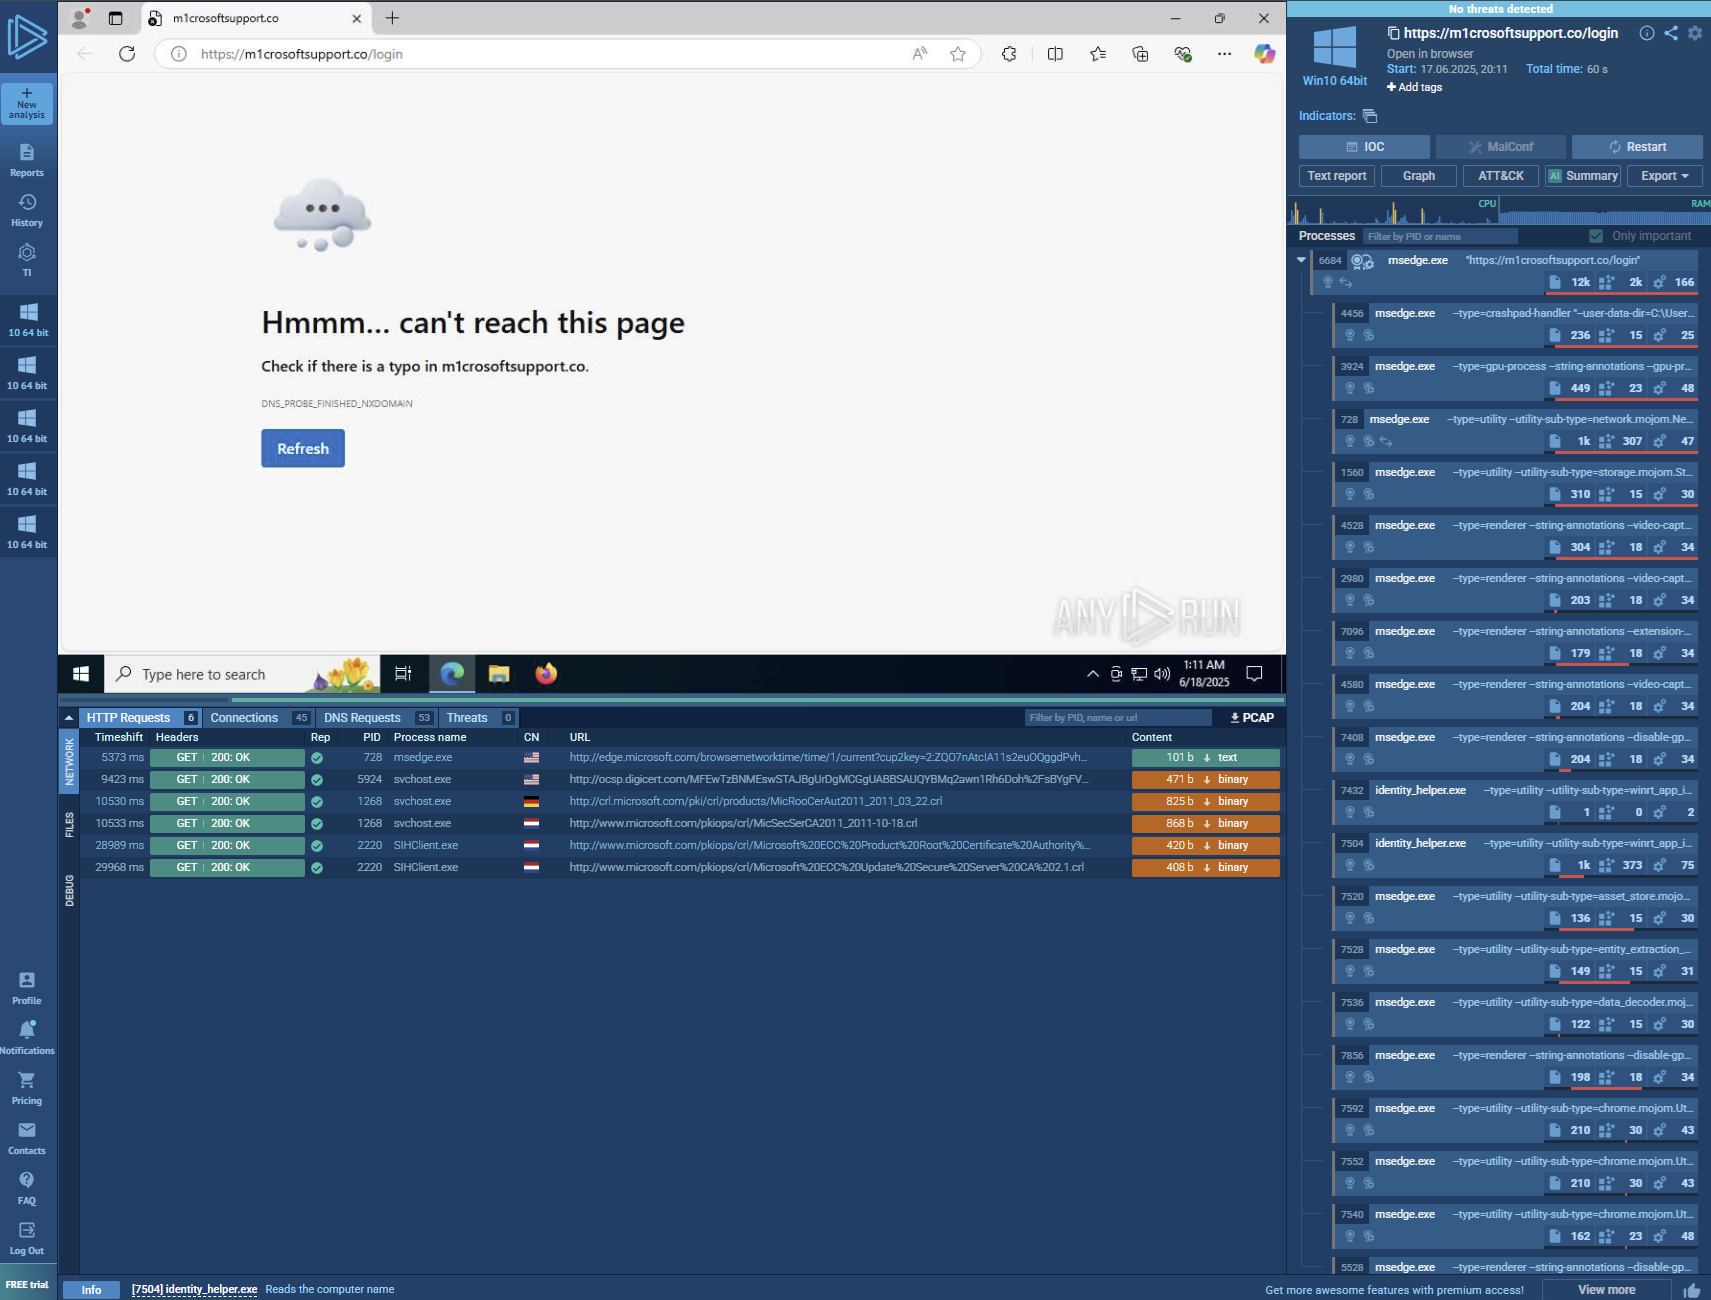 m1crosoftsupport.co
https://m1crosoftsupport.co/login
Hmmm... can't reach this page
Check if there is a typo in m1crosoftsupport.co.
DNS_PROBE_FINISHED_NXDOMAIN
Refresh
ANY RUN
Type here to search
1:11 AM
6/18/2025
New analysis
Reports
History
TI
10 64 bit
10 64 bit
10 64 bit
10 64 bit
10 64 bit
Profile
Notifications
Pricing
Contacts
FAQ
Log Out
FREE trial
HTTP Requests 6 Connections 45 DNS Requests 53 Threats 0 Filter by PID, name or url PCAP
NETWORK
FILES
DEBUG
Timeshift Headers Rep PID Process name CN URL Content
5373 ms GET 200: OK 728 msedge.exe http://edge.microsoft.com/browsernetworktime/time/1/current?cup2key=2:ZQO7nAtcIA11s2euOQggdPvh... 101 b text
9423 ms GET 200: OK 5924 svchost.exe http://ocsp.digicert.com/MFEwTzBNMEswSTAJBgUrDgMCGgUABBSAUQYBMq2awn1Rh6Doh%2FsBYgFV... 471 b binary
10530 ms GET 200: OK 1268 svchost.exe http://crl.microsoft.com/pki/crl/products/MicRooCerAut2011_2011_03_22.crl 825 b binary
10533 ms GET 200: OK 1268 svchost.exe http://www.microsoft.com/pkiops/crl/MicSecSerCA2011_2011-10-18.crl 868 b binary
28989 ms GET 200: OK 2220 SIHClient.exe http://www.microsoft.com/pkiops/crl/Microsoft%20ECC%20Product%20Root%20Certificate%20Authority%... 420 b binary
29968 ms GET 200: OK 2220 SIHClient.exe http://www.microsoft.com/pkiops/crl/Microsoft%20ECC%20Update%20Secure%20Server%20CA%202.1.crl 408 b binary
Info [7504] identity_helper.exe Reads the computer name
Get more awesome features with premium access! View more
No threats detected
https://m1crosoftsupport.co/login
Open in browser
Win10 64bit
Start: 17.06.2025, 20:11 Total time: 60 s
+ Add tags
Indicators:
IOC MalConf Restart
Text report Graph ATT&CK AI Summary Export
CPU RAM
Processes Filter by PID or name Only important
6684 msedge.exe "https://m1crosoftsupport.co/login"
12k 2k 166
4456 msedge.exe --type=crashpad-handler "--user-data-dir=C:\User...
236 15 25
3924 msedge.exe --type=gpu-process --string-annotations --gpu-pr...
449 23 48
728 msedge.exe --type=utility --utility-sub-type=network.mojom.Ne...
1k 307 47
1560 msedge.exe --type=utility --utility-sub-type=storage.mojom.St...
310 15 30
4528 msedge.exe --type=renderer --string-annotations --video-capt...
304 18 34
2980 msedge.exe --type=renderer --string-annotations --video-capt...
203 18 34
7096 msedge.exe --type=renderer --string-annotations --extension-...
179 18 34
4580 msedge.exe --type=renderer --string-annotations --video-capt...
204 18 34
7408 msedge.exe --type=renderer --string-annotations --disable-gp...
204 18 34
7432 identity_helper.exe --type=utility --utility-sub-type=winrt_app_i...
1 0 2
7504 identity_helper.exe --type=utility --utility-sub-type=winrt_app_i...
1k 373 75
7520 msedge.exe --type=utility --utility-sub-type=asset_store.mojo...
136 15 30
7528 msedge.exe --type=utility --utility-sub-type=entity_extraction_...
149 15 31
7536 msedge.exe --type=utility --utility-sub-type=data_decoder.moj...
122 15 30
7856 msedge.exe --type=renderer --string-annotations --disable-gp...
198 18 34
7592 msedge.exe --type=utility --utility-sub-type=chrome.mojom.Ut...
210 30 43
7552 msedge.exe --type=utility --utility-sub-type=chrome.mojom.Ut...
210 30 43
7540 msedge.exe --type=utility --utility-sub-type=chrome.mojom.Ut...
162 23 48
5528 msedge.exe --type=renderer --string-annotations --disable-gp...